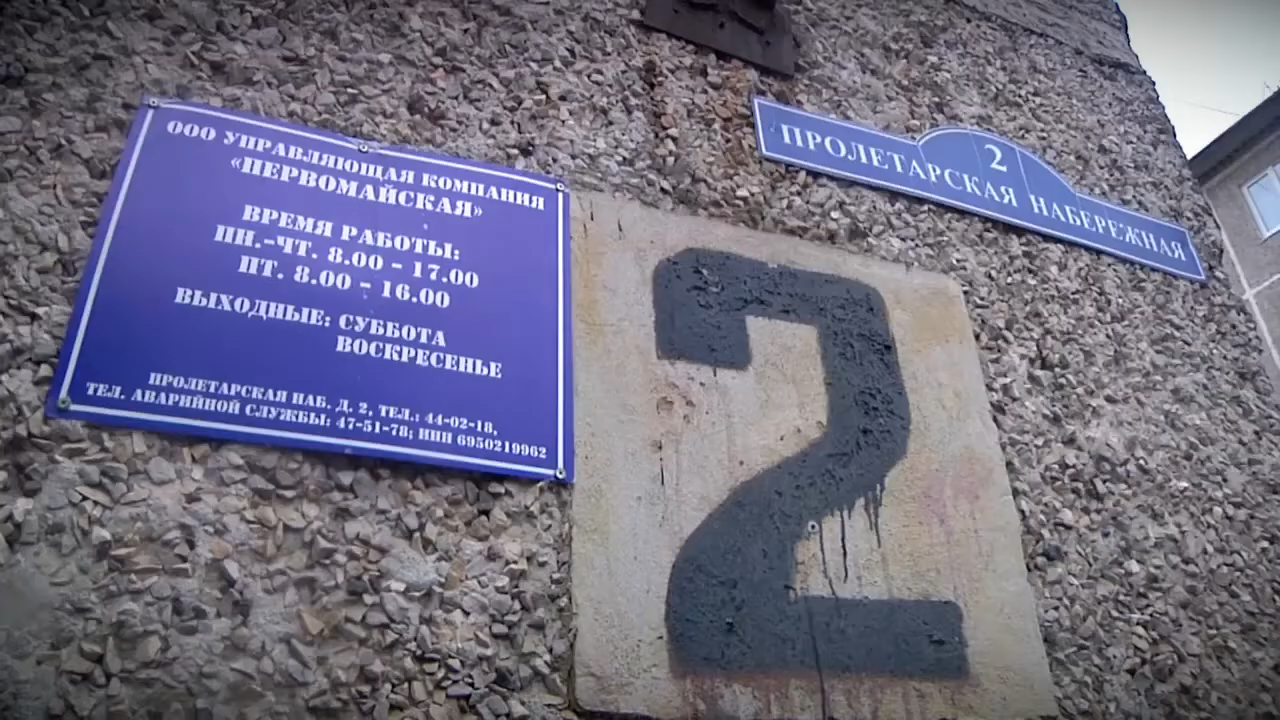 ООО УПРАВЛЯЮЩАЯ КОМПАНИЯ
«ПЕРВОМАЙСКАЯ»
ВРЕМЯ РАБОТЫ:
ПН.-ЧТ. 8.00 - 17.00
ПТ. 8.00 - 16.00
ВЫХОДНЫЕ: СУББОТА
ВОСКРЕСЕНЬЕ
ПРОЛЕТАРСКАЯ НАБ. Д. 2, ТЕЛ.: 44-02-18,
ТЕЛ. АВАРИЙНОЙ СЛУЖБЫ: 47-51-78; ИНН 6950219962
2
ПРОЛЕТАРСКАЯ НАБЕРЕЖНАЯ
2